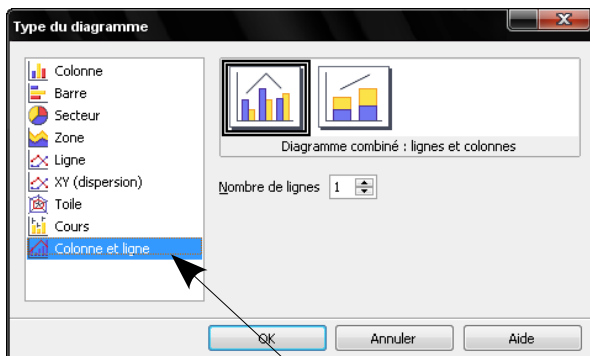 Type du diagramme
Colonne
Barre
Secteur
Zone
Ligne
XY (dispersion)
Toile
Cours
Colonne et ligne
Diagramme combiné : lignes et colonnes
Nombre de lignes 1
OK Annuler Aide